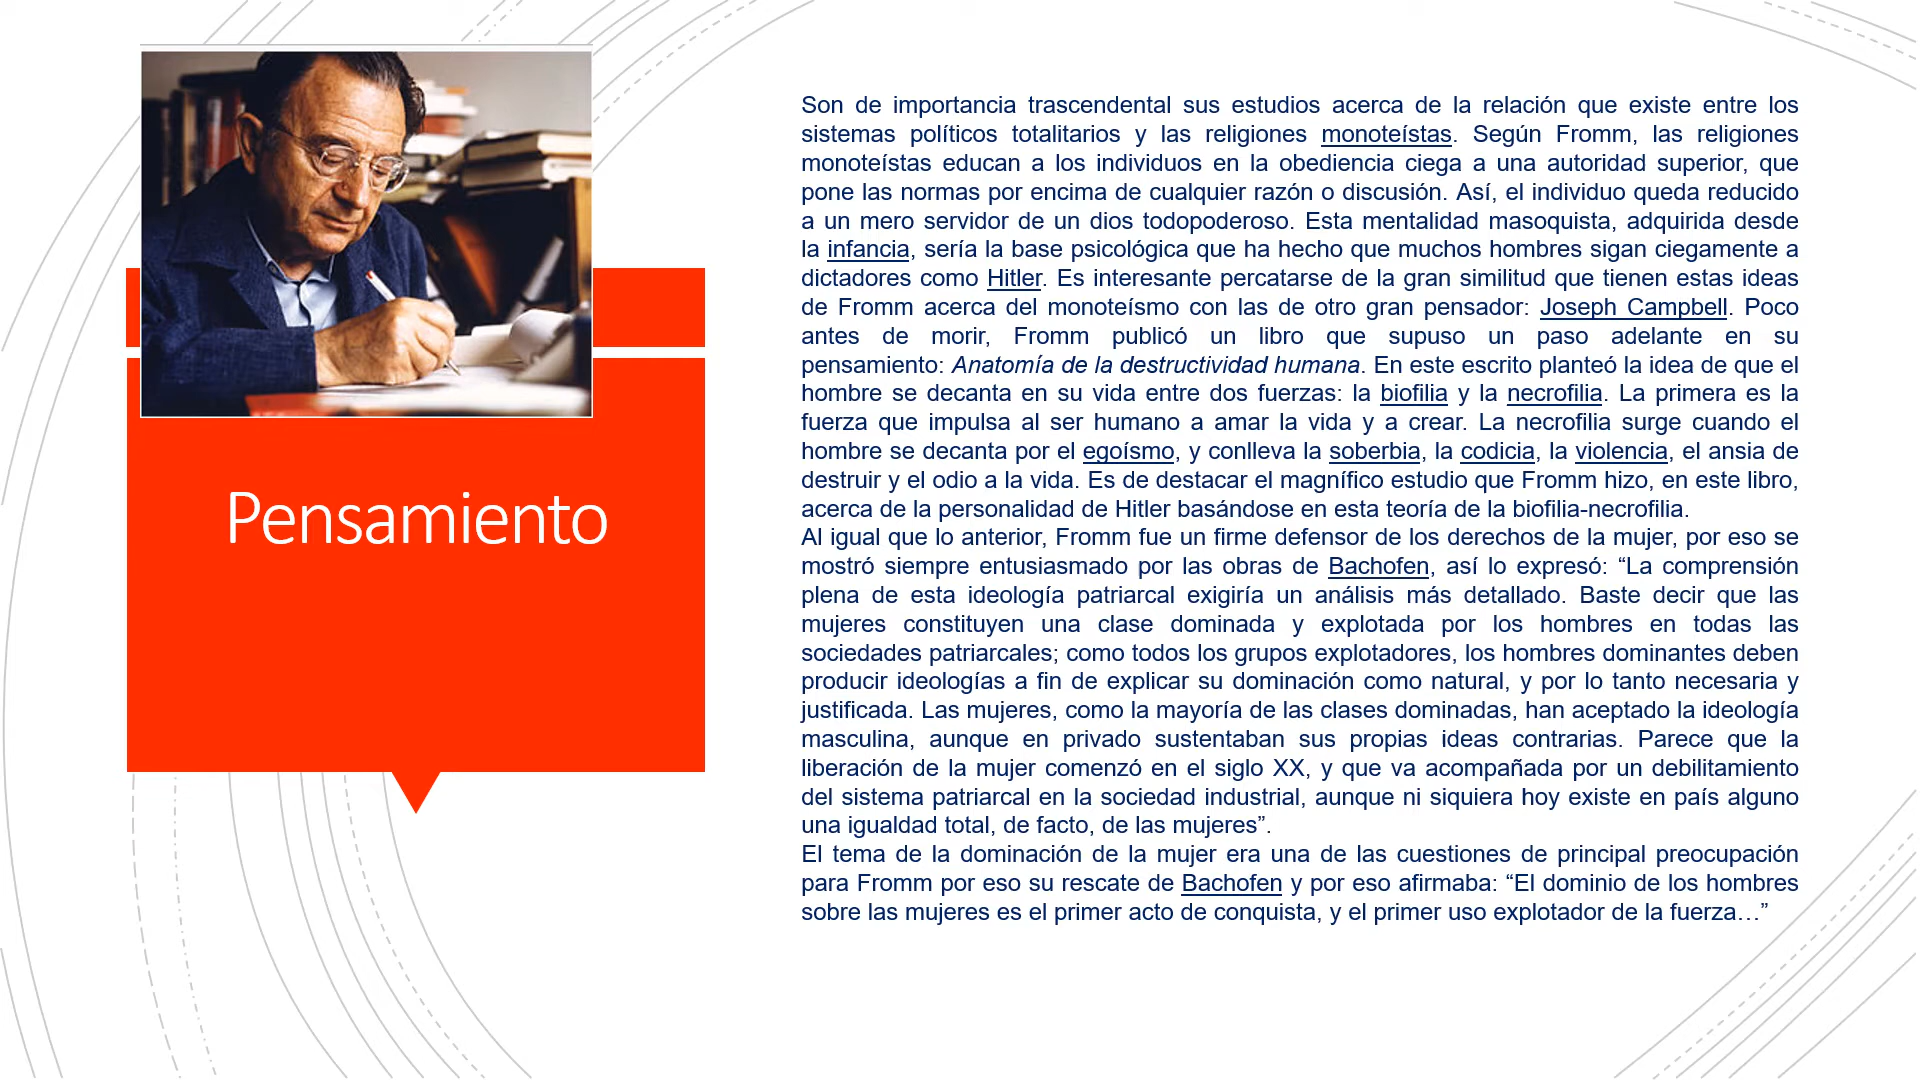 Pensamiento
Son de importancia trascendental sus estudios acerca de la relación que existe entre los
sistemas políticos totalitarios y las religiones monoteístas. Según Fromm, las religiones
monoteístas educan a los individuos en la obediencia ciega a una autoridad superior, que
pone las normas por encima de cualquier razón o discusión. Así, el individuo queda reducido
a un mero servidor de un dios todopoderoso. Esta mentalidad masoquista, adquirida desde
la infancia, sería la base psicológica que ha hecho que muchos hombres sigan ciegamente a
dictadores como Hitler. Es interesante percatarse de la gran similitud que tienen estas ideas
de Fromm acerca del monoteísmo con las de otro gran pensador: Joseph Campbell. Poco
antes de morir, Fromm publicó un libro que supuso un paso adelante en su
pensamiento: Anatomía de la destructividad humana. En este escrito planteó la idea de que el
hombre se decanta en su vida entre dos fuerzas: la biofilia y la necrofilia. La primera es la
fuerza que impulsa al ser humano a amar la vida y a crear. La necrofilia surge cuando el
hombre se decanta por el egoísmo, y conlleva la soberbia, la codicia, la violencia, el ansia de
destruir y el odio a la vida. Es de destacar el magnífico estudio que Fromm hizo, en este libro,
acerca de la personalidad de Hitler basándose en esta teoría de la biofilia-necrofilia.
Al igual que lo anterior, Fromm fue un firme defensor de los derechos de la mujer, por eso se
mostró siempre entusiasmado por las obras de Bachofen, así lo expresó: “La comprensión
plena de esta ideología patriarcal exigiría un análisis más detallado. Baste decir que las
mujeres constituyen una clase dominada y explotada por los hombres en todas las
sociedades patriarcales; como todos los grupos explotadores, los hombres dominantes deben
producir ideologías a fin de explicar su dominación como natural, y por lo tanto necesaria y
justificada. Las mujeres, como la mayoría de las clases dominadas, han aceptado la ideología
masculina, aunque en privado sustentaban sus propias ideas contrarias. Parece que la
liberación de la mujer comenzó en el siglo XX, y que va acompañada por un debilitamiento
del sistema patriarcal en la sociedad industrial, aunque ni siquiera hoy existe en país alguno
una igualdad total, de facto, de las mujeres”.
El tema de la dominación de la mujer era una de las cuestiones de principal preocupación
para Fromm por eso su rescate de Bachofen y por eso afirmaba: “El dominio de los hombres
sobre las mujeres es el primer acto de conquista, y el primer uso explotador de la fuerza…”